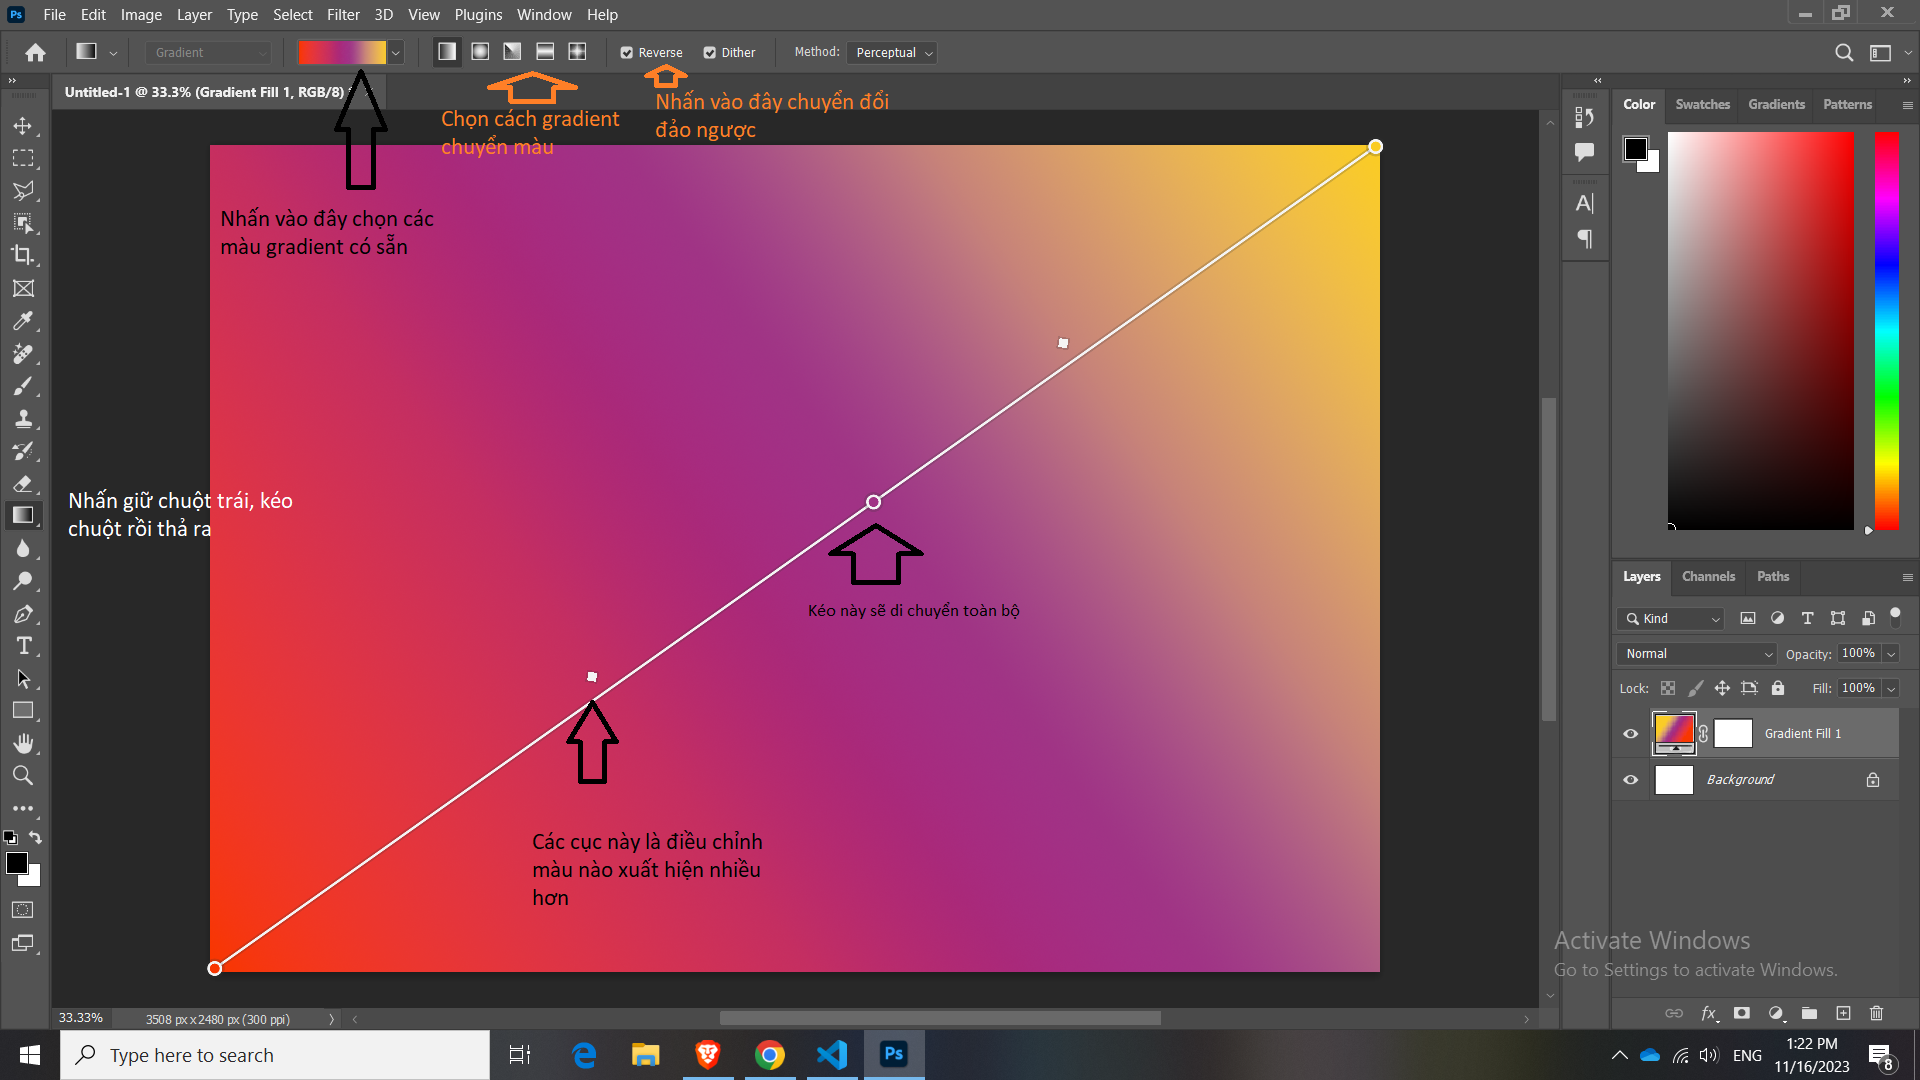 Ps File Edit Image Layer Type Select Filter 3D View Plugins Window Help
Gradient Reverse Dither Method: Perceptual
Untitled-1 @ 33.3% (Gradient Fill 1, RGB/8)
Chọn cách gradient
chuyển màu
Nhấn vào đây chuyển đổi
đảo ngược
Nhấn vào đây chọn các
màu gradient có sẵn
Nhấn giữ chuột trái, kéo
chuột rồi thả ra
Kéo này sẽ di chuyển toàn bộ
Các cục này là điều chỉnh
màu nào xuất hiện nhiều
hơn
Color Swatches Gradients Patterns
Layers Channels Paths
Kind
Normal Opacity: 100%
Lock: Fill: 100%
Gradient Fill 1
Background
Activate Windows
Go to Settings to activate Windows.
33.33% 3508 px x 2480 px (300 ppi)
Type here to search
Ps
ENG
1:22 PM
11/16/2023
8